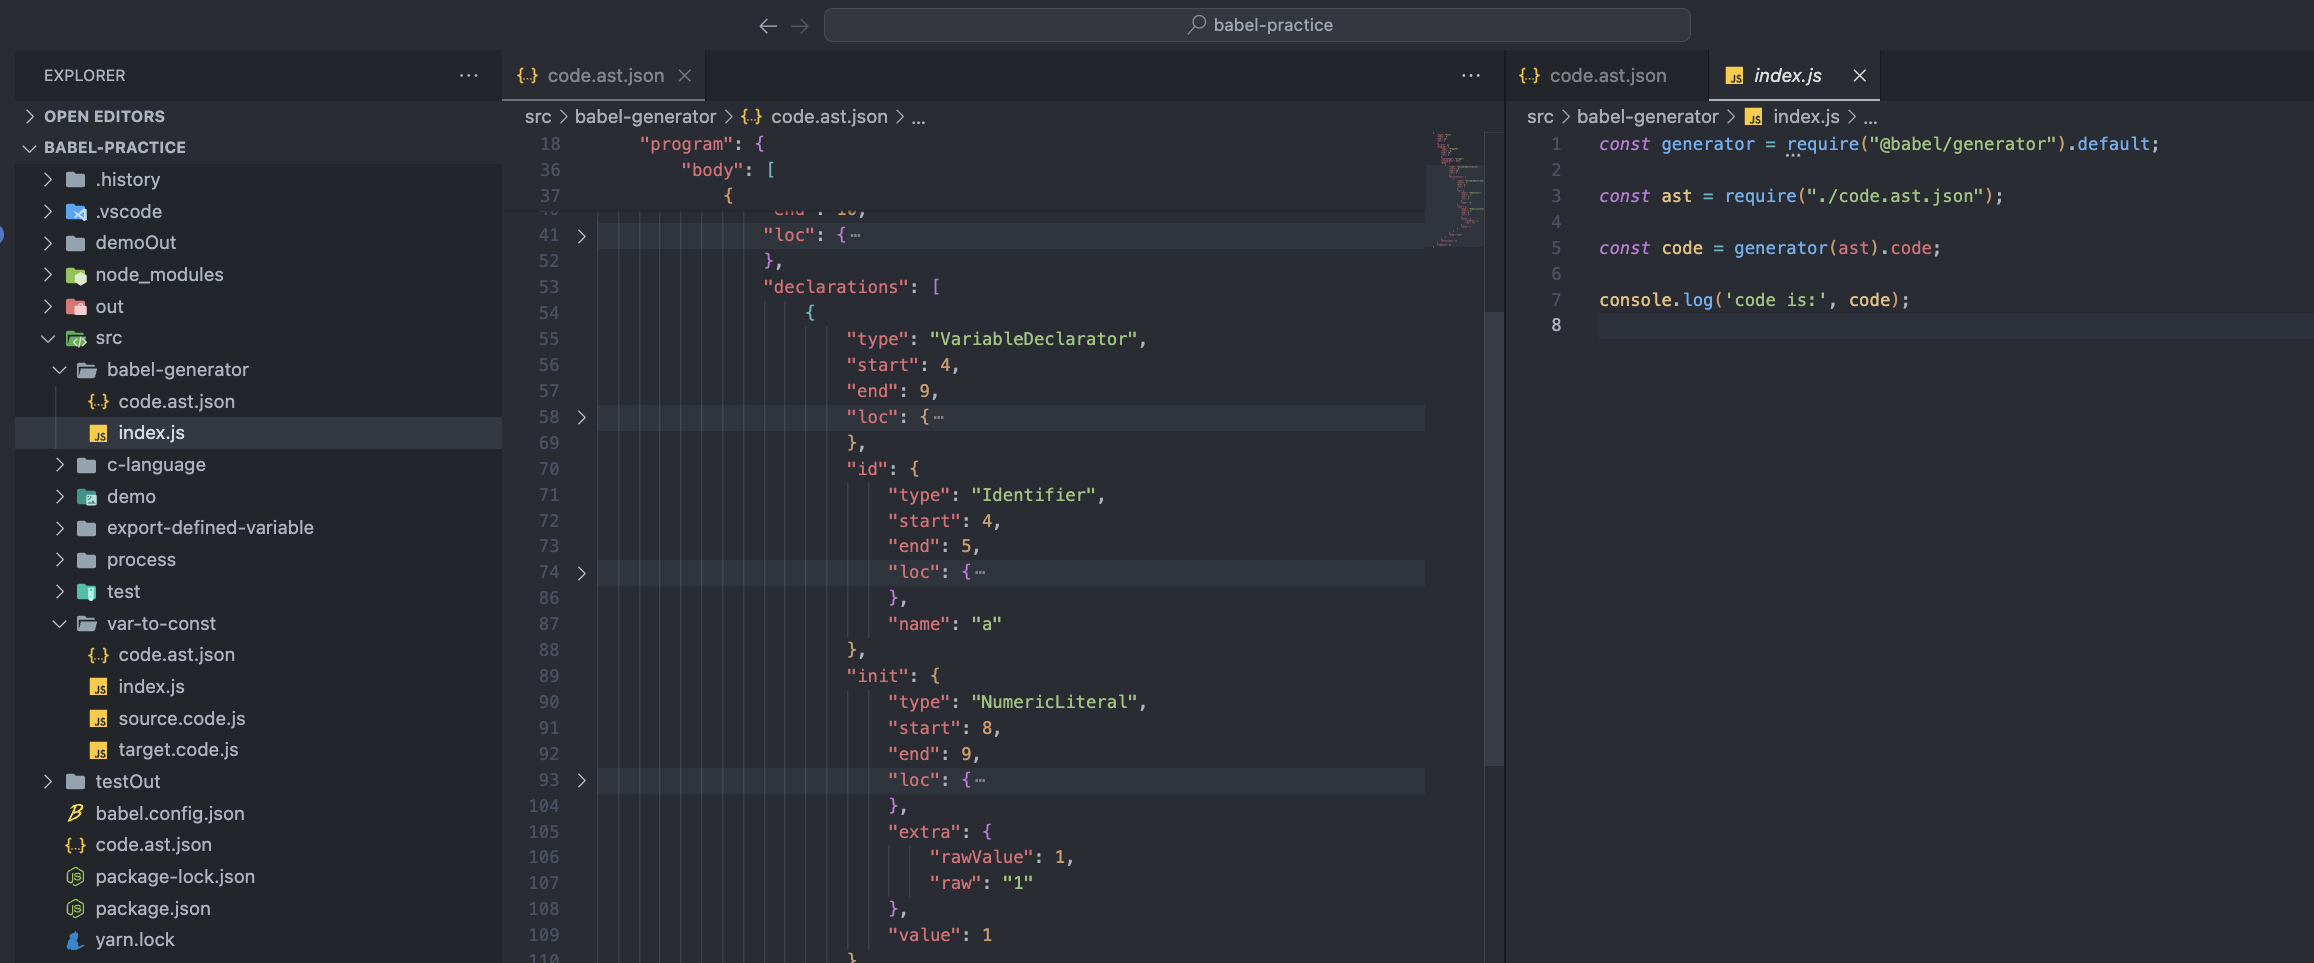 babel-practice
EXPLORER
OPEN EDITORS
BABEL-PRACTICE
.history
.vscode
demoOut
node_modules
out
src
babel-generator
code.ast.json
index.js
c-language
demo
export-defined-variable
process
test
var-to-const
code.ast.json
index.js
source.code.js
target.code.js
testOut
babel.config.json
code.ast.json
package-lock.json
package.json
yarn.lock
code.ast.json
src > babel-generator > {..} code.ast.json > ...
18 "program": {
36 "body": [
37 {
40 "end": 10,
41 "loc": {⋯
52 },
53 "declarations": [
54 {
55 "type": "VariableDeclarator",
56 "start": 4,
57 "end": 9,
58 "loc": {⋯
69 },
70 "id": {
71 "type": "Identifier",
72 "start": 4,
73 "end": 5,
74 "loc": {⋯
86 },
87 "name": "a"
88 },
89 "init": {
90 "type": "NumericLiteral",
91 "start": 8,
92 "end": 9,
93 "loc": {⋯
104 },
105 "extra": {
106 "rawValue": 1,
107 "raw": "1"
108 },
109 "value": 1
110 }
code.ast.json
index.js
src > babel-generator > JS index.js > ...
1 const generator = require("@babel/generator").default;
2
3 const ast = require("./code.ast.json");
4
5 const code = generator(ast).code;
6
7 console.log('code is:', code);
8